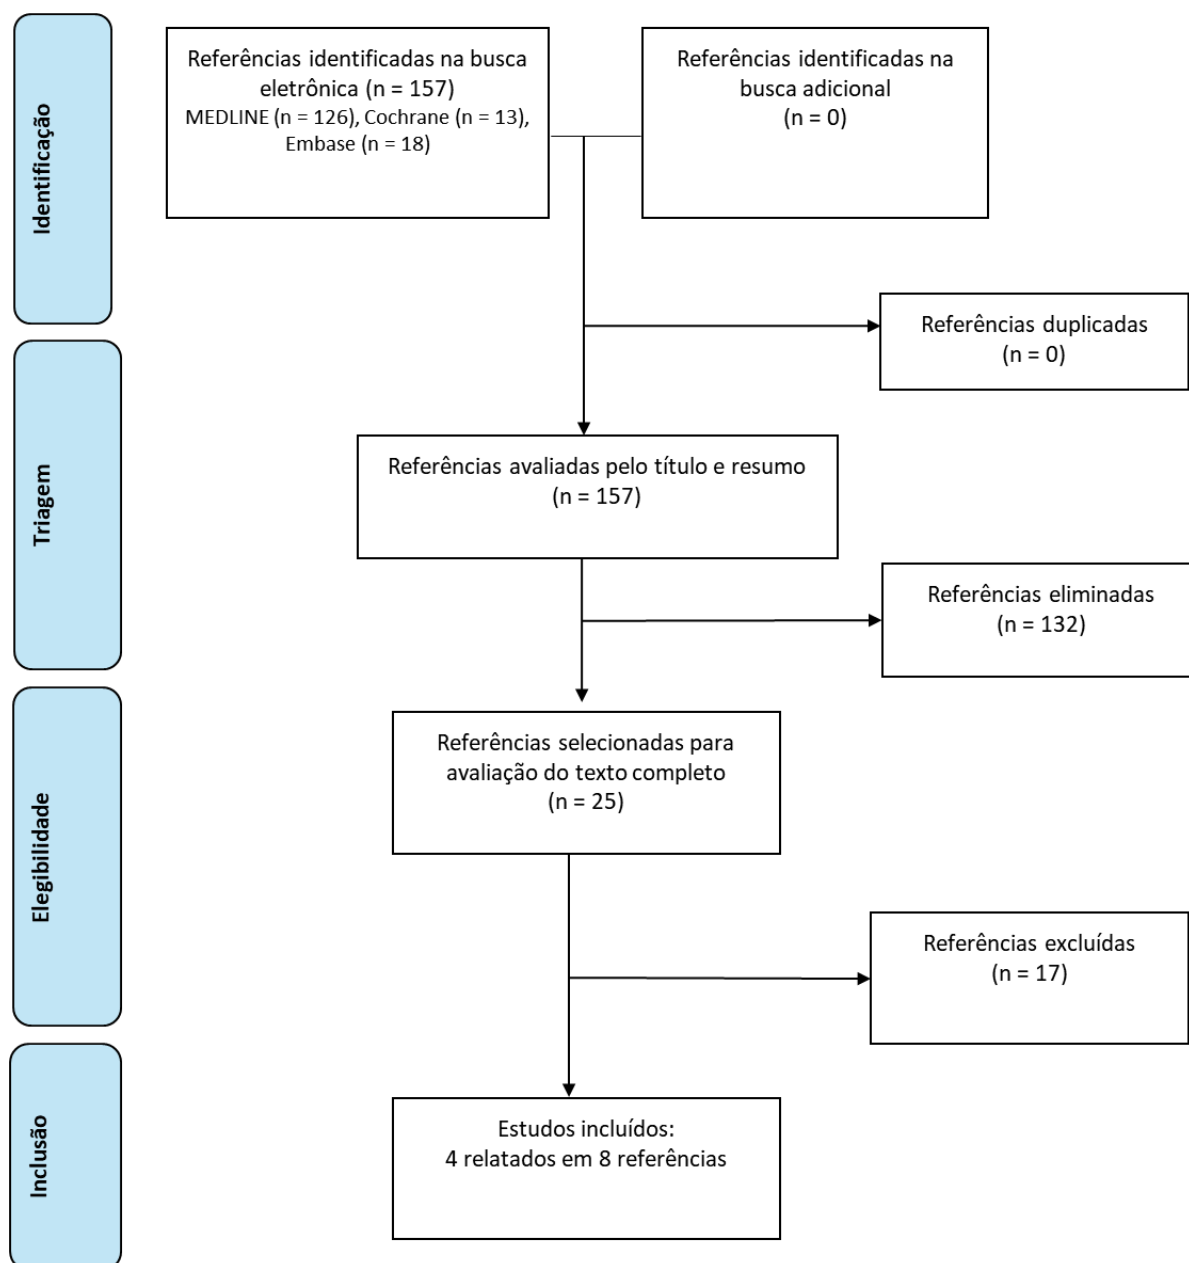 Identificação
Referências identificadas na busca
eletrônica (n = 157)
MEDLINE (n = 126), Cochrane (n = 13),
Embase (n = 18)
Referências identificadas na
busca adicional
(n = 0)
Referências duplicadas
(n = 0)
Triagem
Referências avaliadas pelo título e resumo
(n = 157)
Referências eliminadas
(n = 132)
Elegibilidade
Referências selecionadas para
avaliação do texto completo
(n = 25)
Referências excluídas
(n = 17)
Inclusão
Estudos incluídos:
4 relatados em 8 referências